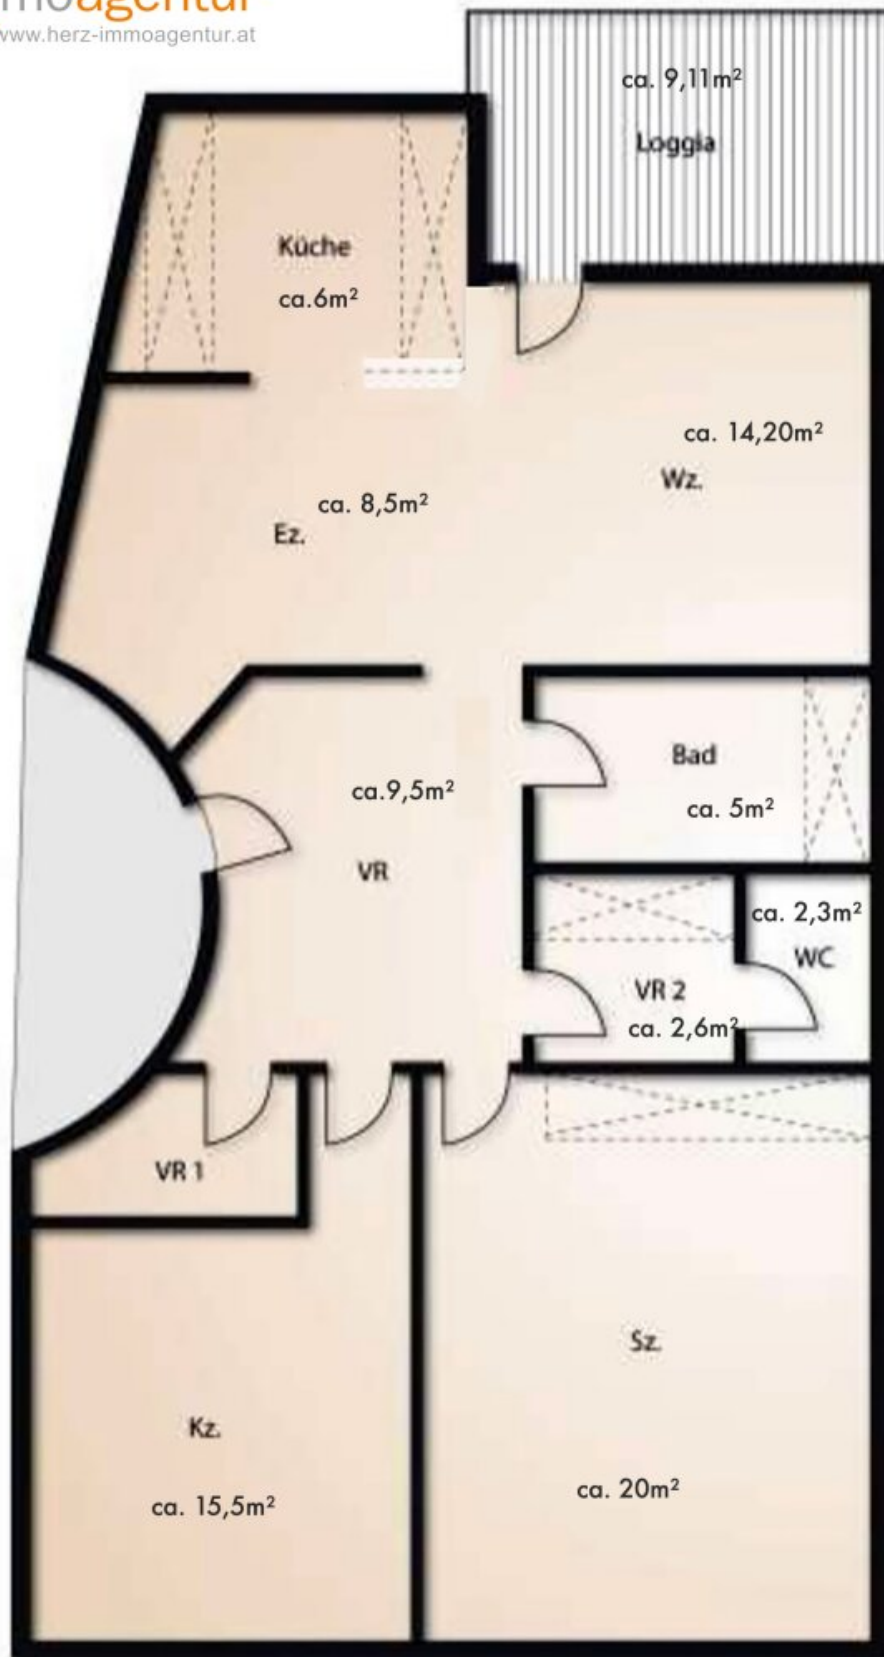 moagentur
www.herz-immoagentur.at
ca. 9,11m²
Loggia
Küche
ca.6m²
ca. 14,20m²
Wz.
ca. 8,5m²
Ez.
Bad
ca. 5m²
ca.9,5m²
VR
ca. 2,3m²
WC
VR 2
ca. 2,6m²
VR 1
Sz.
Kz.
ca. 20m²
ca. 15,5m²